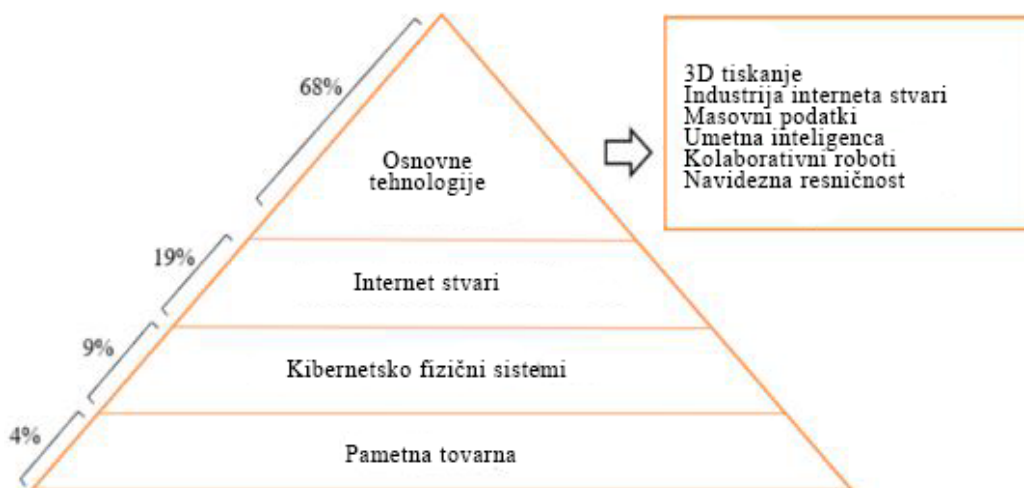 68%
Osnovne
tehnologije
3D tiskanje
Industrija interneta stvari
Masovni podatki
Umetna inteligenca
Kolaborativni roboti
Navidezna resničnost
19%
Internet stvari
9%
Kibernetsko fizični sistemi
4%
Pametna tovarna